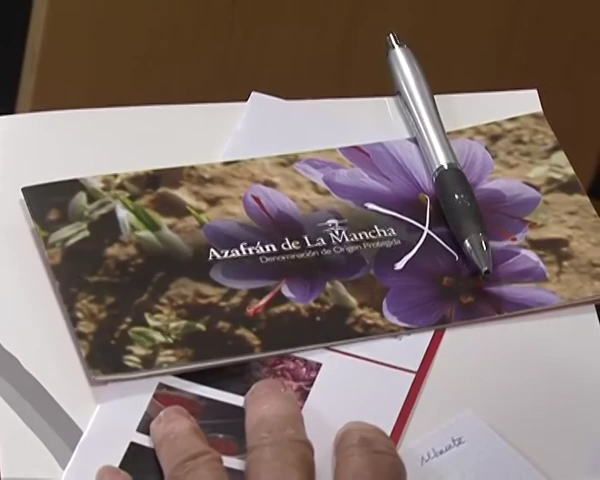 Azafrán de La Mancha
Denominación de Origen Protegida